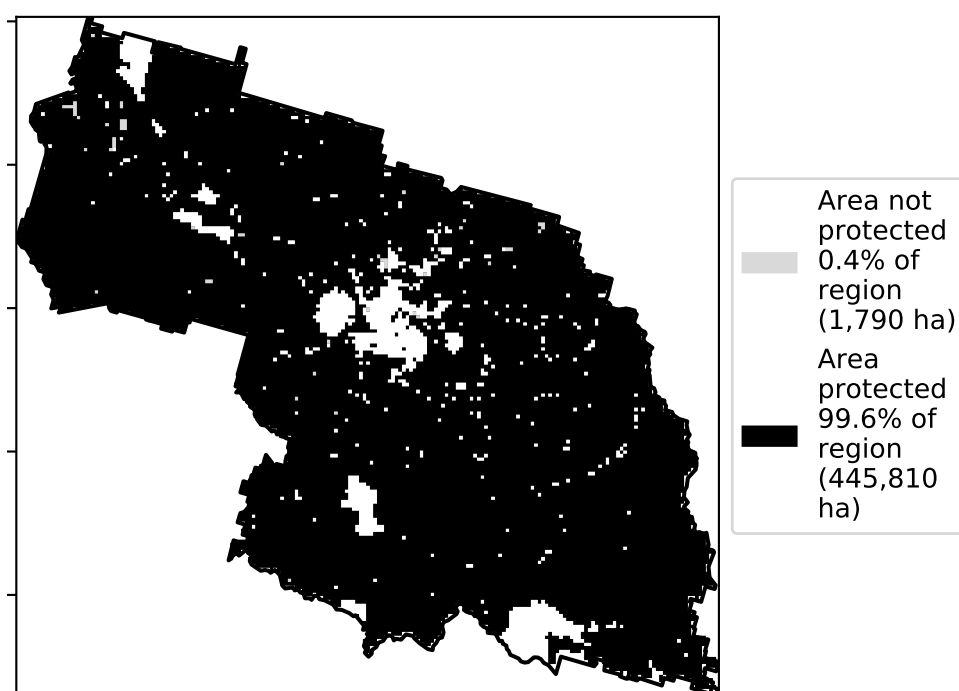 Area not
protected
0.4% of
region
(1,790 ha)
Area
protected
99.6% of
region
(445,810
ha)